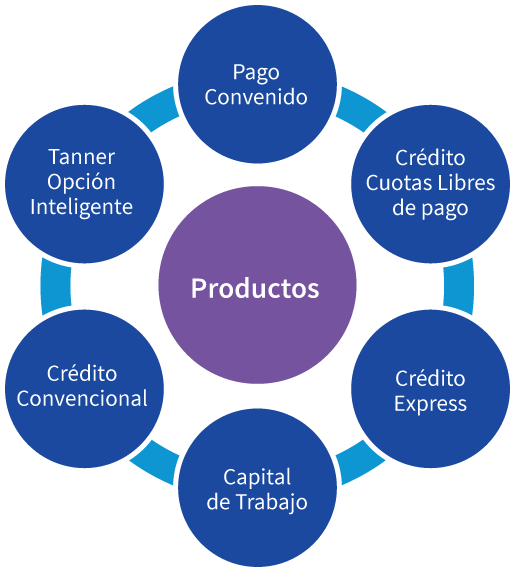 Pago
Convenido
Tanner
Opción
Inteligente
Crédito
Cuotas Libres
de pago
Productos
Crédito
Convencional
Crédito
Express
Capital
de Trabajo